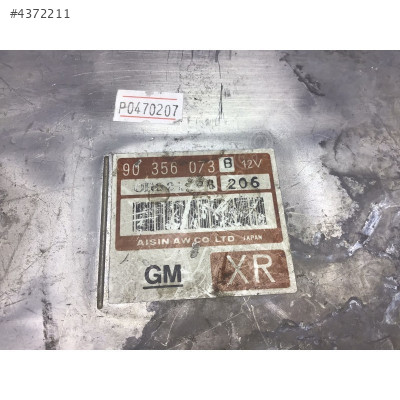 #4372211
P0470207
90 356 073 B 12V
206
AISIN AW CO LTD JAPAN
GM XR